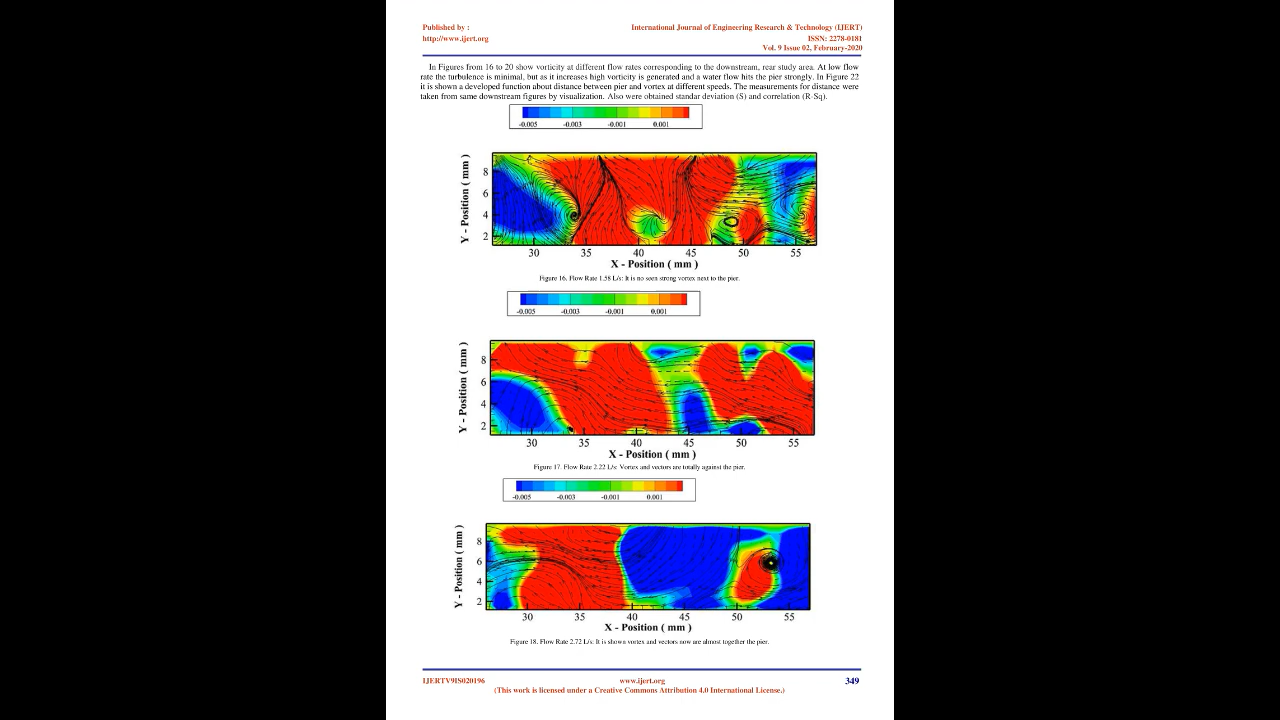 Published by :
International Journal of Engineering Research & Technology (IJERT)
http://www.ijert.org
ISSN: 2278-0181
Vol. 9 Issue 02, February-2020
In Figures from 16 to 20 show vorticity at different flow rates corresponding to the downstream, rear study area. At low flow
rate the turbulence is minimal, but as it increases high vorticity is generated and a water flow hits the pier strongly. In Figure 22
it is shown a developed function about distance between pier and vortex at different speeds. The measurements for distance were
taken from same downstream figures by visualization. Also were obtained standar deviation (S) and correlation (R-Sq).
-0.005 -0.003 -0.001 0.001
Y - Position ( mm )
8
6
4
2
30 35 40 45 50 55
X - Position ( mm )
Figure 16. Flow Rate 1.58 L/s: It is no seen strong vortex next to the pier.
-0.005 -0.003 -0.001 0.001
Y - Position ( mm )
8
6
4
2
30 35 40 45 50 55
X - Position ( mm )
Figure 17. Flow Rate 2.22 L/s: Vortex and vectors are totally against the pier.
-0.005 -0.003 -0.001 0.001
Y - Position ( mm )
8
6
4
2
30 35 40 45 50 55
X - Position ( mm )
Figure 18. Flow Rate 2.72 L/s: It is shown vortex and vectors now are almost together the pier.
IJERTV9IS020196
www.ijert.org
349
(This work is licensed under a Creative Commons Attribution 4.0 International License.)